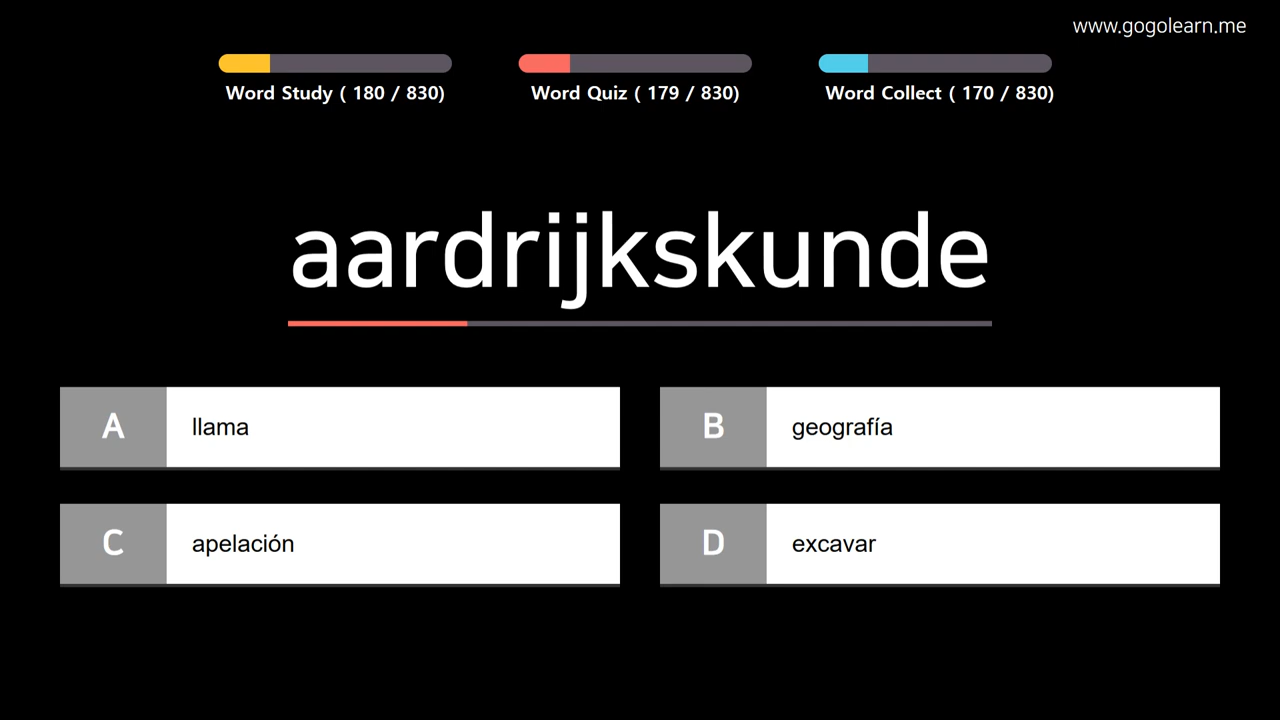 www.gogolearn.me
Word Study ( 180 / 830)
Word Quiz ( 179 / 830)
Word Collect ( 170 / 830)
aardrijkskunde
A llama
B geografía
C apelación
D excavar